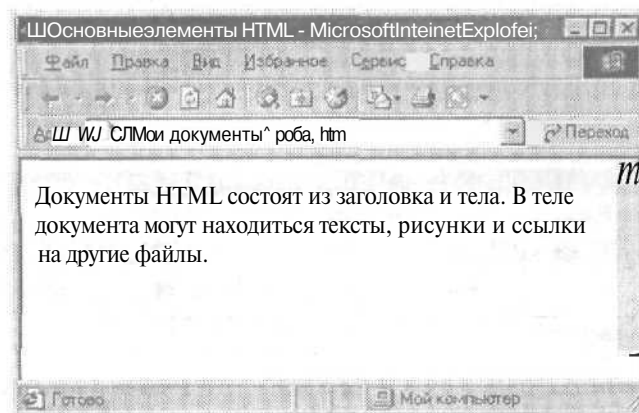 ШОсновныеэлементы HTML - MicrosoftInteinetExplofei;
Файл Правка Вид Избранное Сервис Справка
Ш WJ СЛМои документы^ роба, htm Переход
Документы HTML состоят из заголовка и тела. В теле
документа могут находиться тексты, рисунки и ссылки
на другие файлы.
Готово Мой компьютер